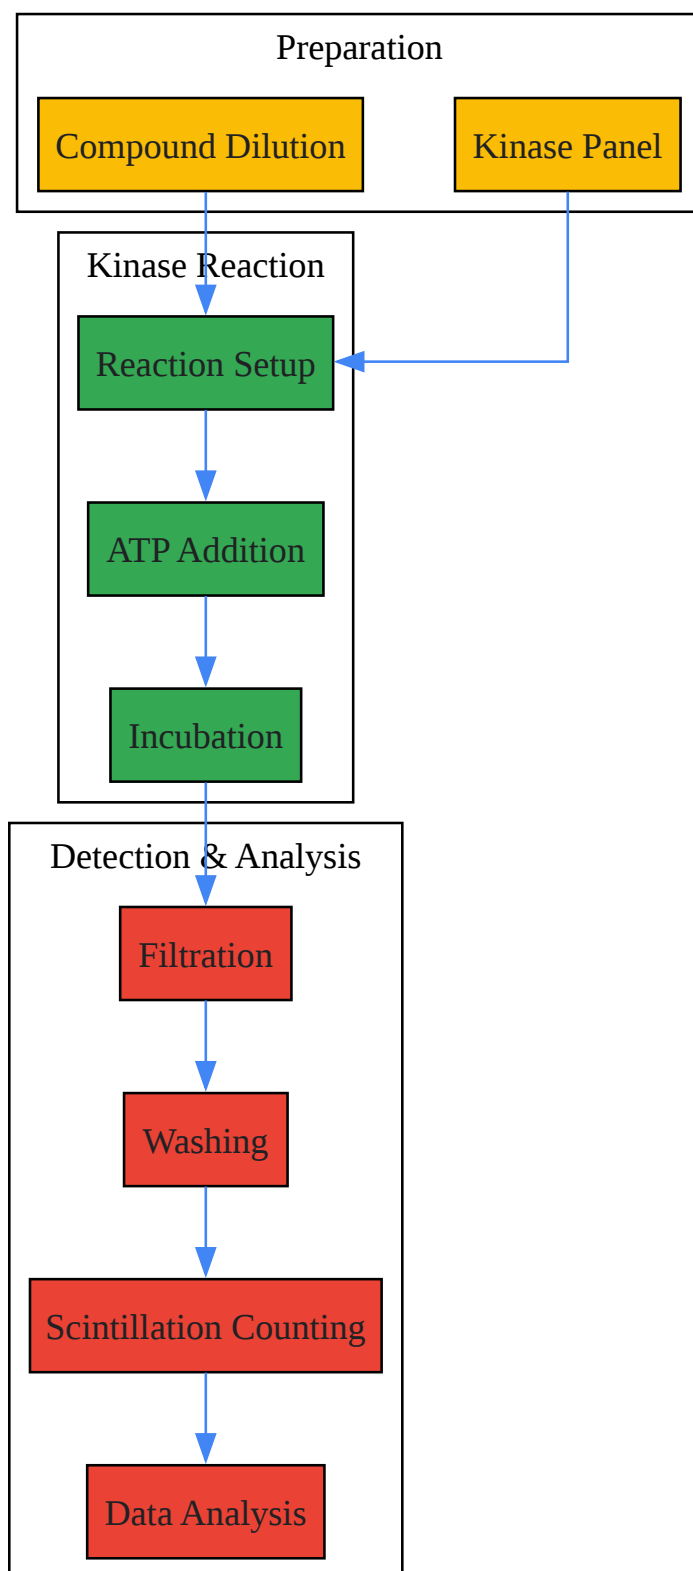 Preparation
Compound Dilution
Kinase Panel
Kinase Reaction
Reaction Setup
ATP Addition
Incubation
Detection & Analysis
Filtration
Washing
Scintillation Counting
Data Analysis